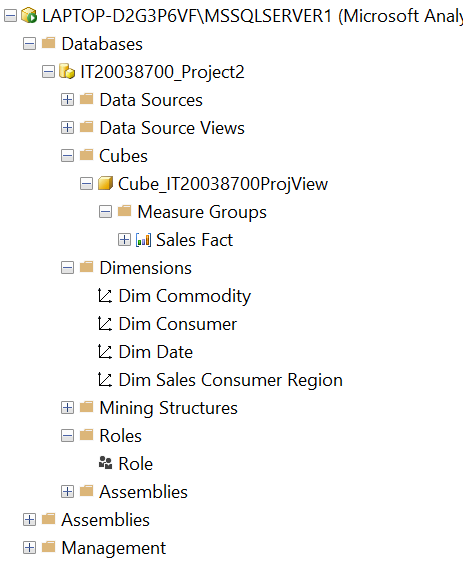 LAPTOP-D2G3P6VF\MSSQLSERVER1 (Microsoft Analy
Databases
IT20038700_Project2
Data Sources
Data Source Views
Cubes
Cube_IT20038700ProjView
Measure Groups
Sales Fact
Dimensions
Dim Commodity
Dim Consumer
Dim Date
Dim Sales Consumer Region
Mining Structures
Roles
Role
Assemblies
Assemblies
Management